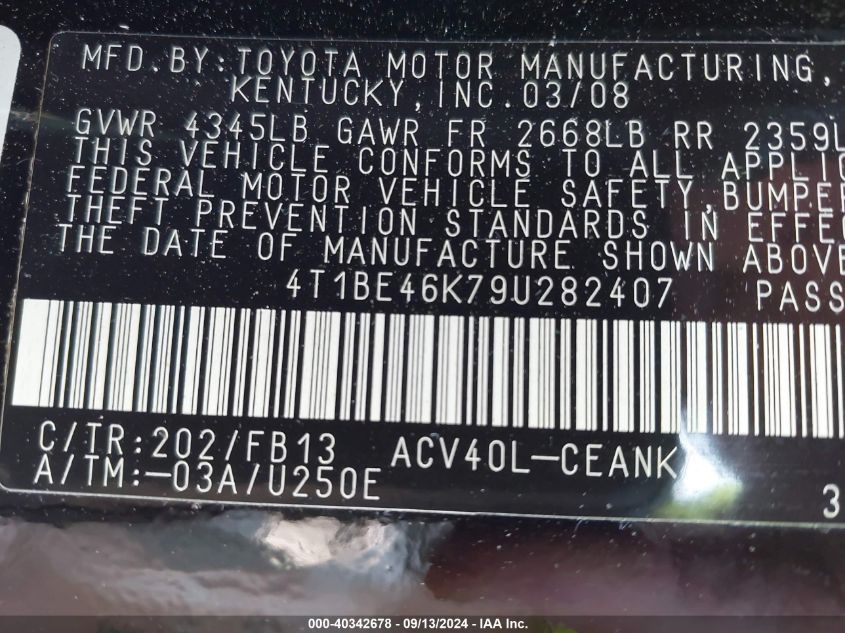 MFD.BY:TOYOTA MOTOR MANUFACTURING,
KENTUCKY,INC.03/08
GVWR 4345LB GAWR FR 2668LB RR 2359L
THIS VEHICLE CONFORMS TO ALL APPLIC
FEDERAL MOTOR VEHICLE SAFETY,BUMPER
THEFT PREVENTION STANDARDS IN EFFEC
THE DATE OF MANUFACTURE SHOWN ABOVE
4T1BE46K79U282407 PASS
C/TR:202/FB13 ACV40L-CEANK
A/TM:-03A/U250E 3
000-40342678 - 09/13/2024 - IAA Inc.